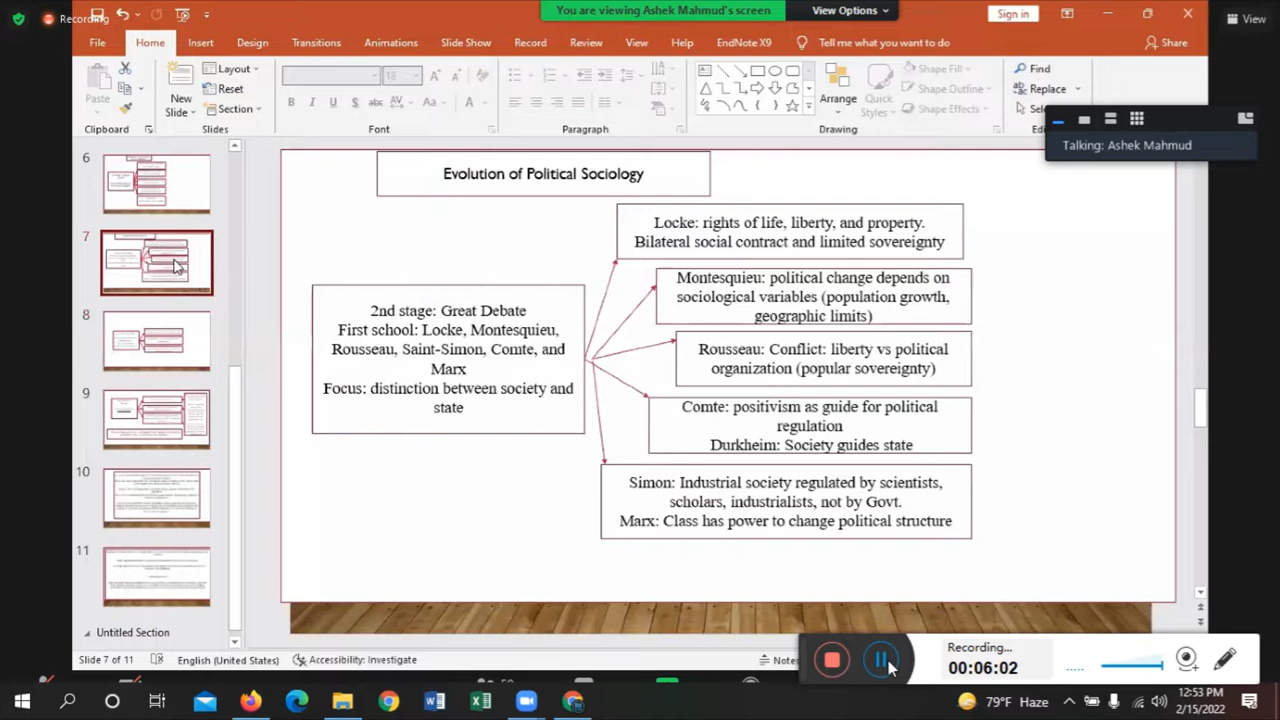 You are viewing Ashek Mahmud's screen
View Options
Recording
Sign in
View
File
Home
Insert
Design
Transitions
Animations
Slide Show
Record
Review
View
Help
EndNote X9
Tell me what you want to do
Share
Paste
New Slide
Layout
Reset
Section
18
Arrange
Quick Styles
Shape Fill
Shape Outline
Shape Effects
Find
Replace
Clipboard
Slides
Font
Paragraph
Drawing
Talking: Ashek Mahmud
6
7
8
9
10
11
Untitled Section
Evolution of Political Sociology
2nd stage: Great Debate
First school: Locke, Montesquieu,
Rousseau, Saint-Simon, Comte, and
Marx
Focus: distinction between society and
state
Locke: rights of life, liberty, and property.
Bilateral social contract and limited sovereignty
Montesquieu: political change depends on
sociological variables (population growth,
geographic limits)
Rousseau: Conflict: liberty vs political
organization (popular sovereignty)
Comte: positivism as guide for political
regulation
Durkheim: Society guides state
Simon: Industrial society regulated by scientists,
scholars, industrialists, not by Govt.
Marx: Class has power to change political structure
Slide 7 of 11
English (United States)
Accessibility: Investigate
Notes
Recording...
00:06:02
79°F Haze
12:53 PM
2/15/2022